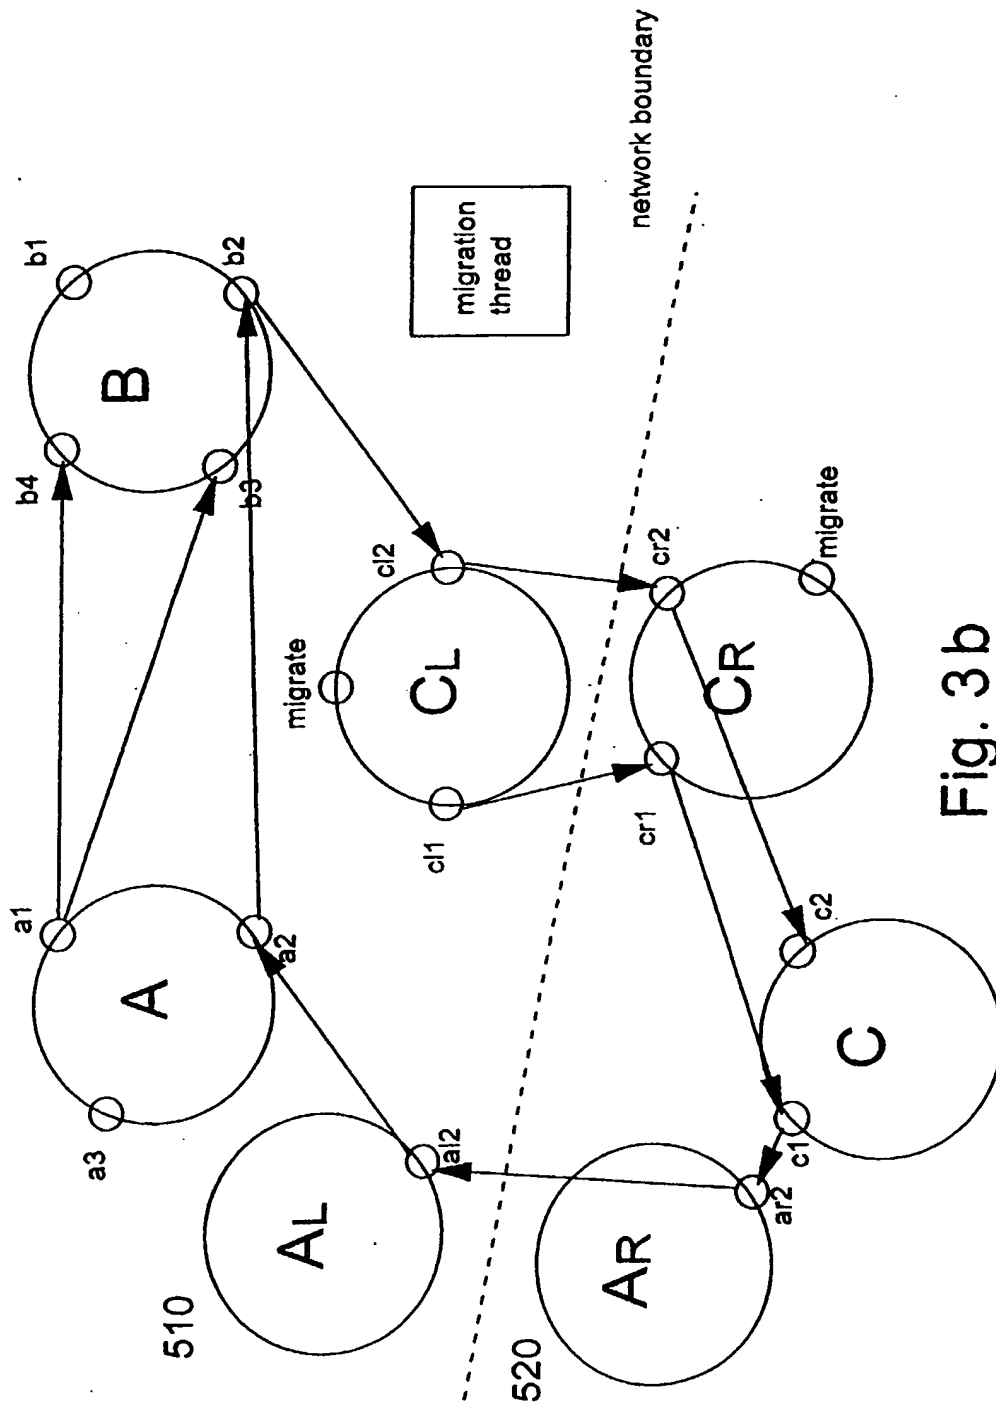 510
AL
al2
a3
A
a1
a2
b4
b3
B
b1
b2
migrate
CL
cl1
cl2
migration
thread
network boundary
520
AR
ar2
c1
C
c2
cr1
CR
cr2
migrate
Fig. 3b